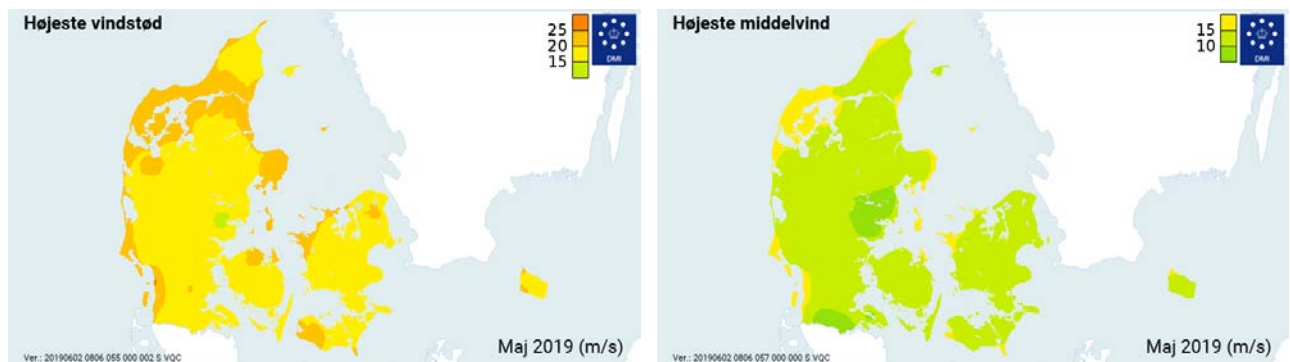 Højeste vindstød
25
20
15
DMI
Ver.: 20190602 0806 055 000 002 S VQC
Maj 2019 (m/s)
Højeste middelvind
15
10
DMI
Ver.: 20190602 0806 057 000 000 S VQC
Maj 2019 (m/s)